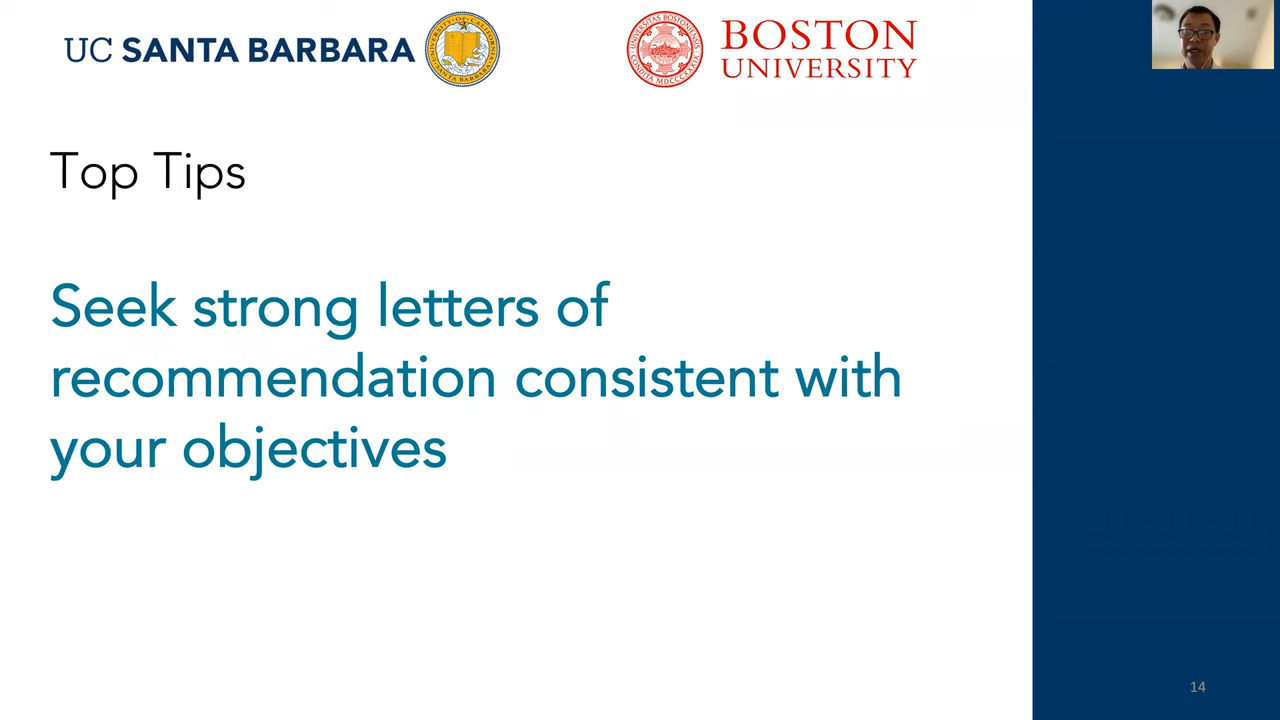 UC SANTA BARBARA
BOSTON
UNIVERSITY
Top Tips
Seek strong letters of
recommendation consistent with
your objectives
14